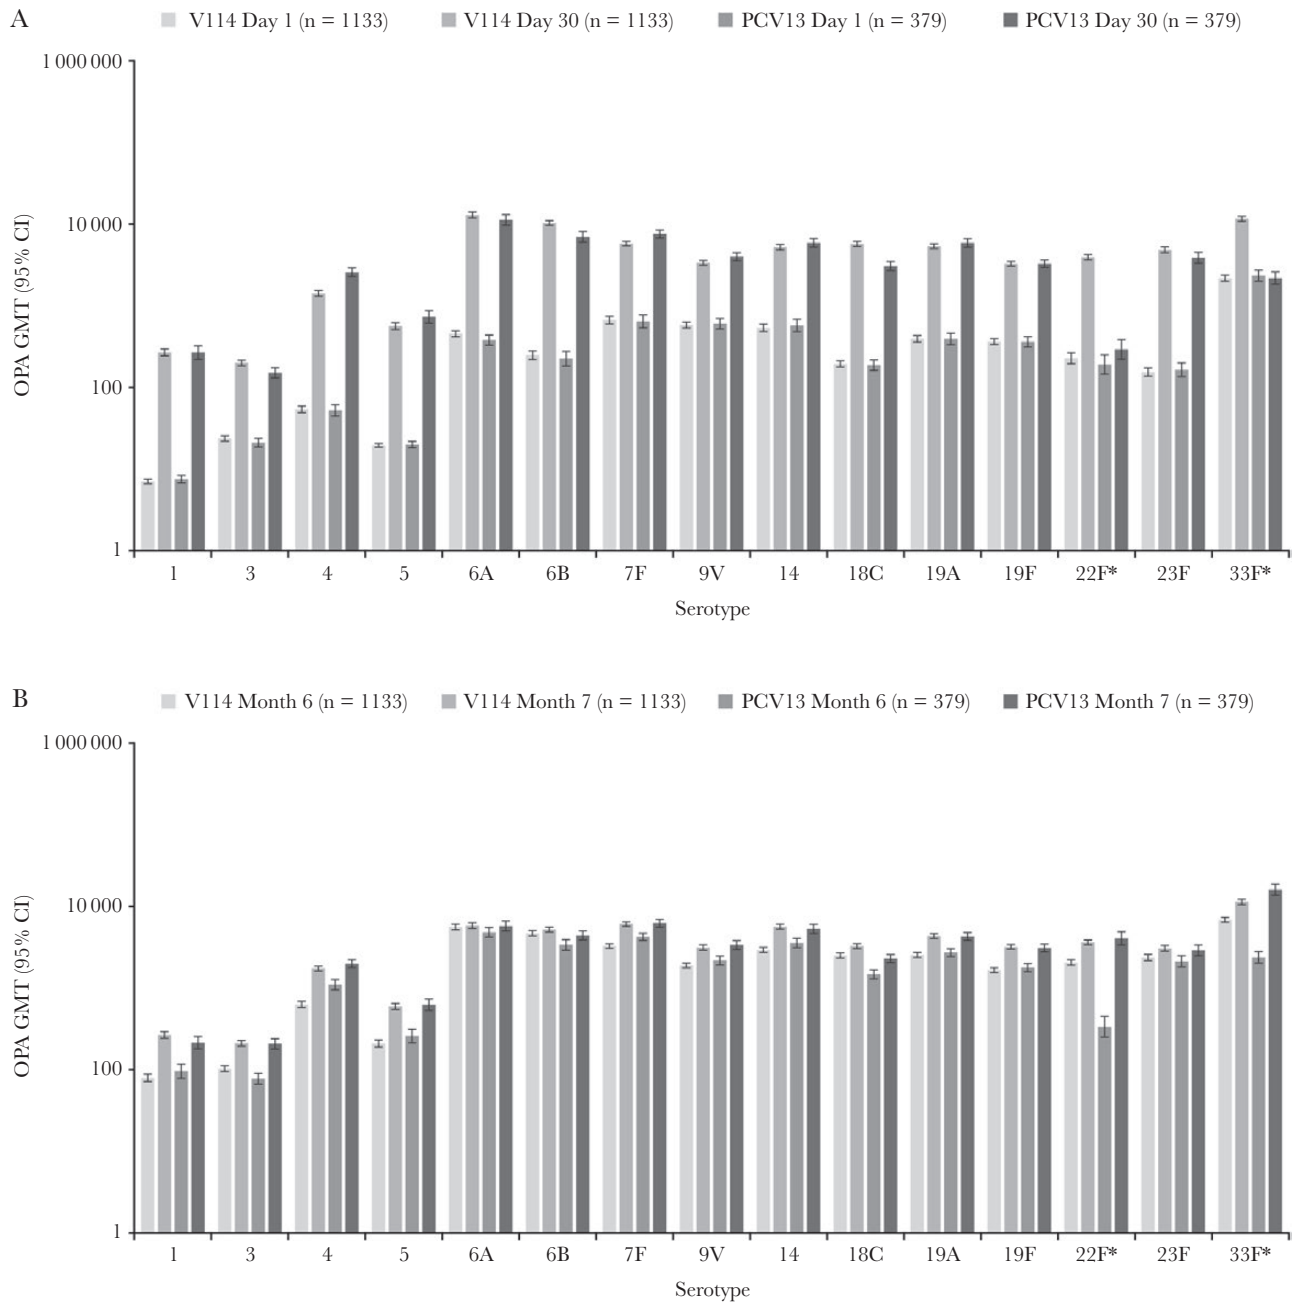 A
V114 Day 1 (n = 1133) V114 Day 30 (n = 1133) PCV13 Day 1 (n = 379) PCV13 Day 30 (n = 379)
OPA GMT (95% CI)
1 000 000
10 000
100
1
1 3 4 5 6A 6B 7F 9V 14 18C 19A 19F 22F* 23F 33F*
Serotype
B
V114 Month 6 (n = 1133) V114 Month 7 (n = 1133) PCV13 Month 6 (n = 379) PCV13 Month 7 (n = 379)
OPA GMT (95% CI)
1 000 000
10 000
100
1
1 3 4 5 6A 6B 7F 9V 14 18C 19A 19F 22F* 23F 33F*
Serotype